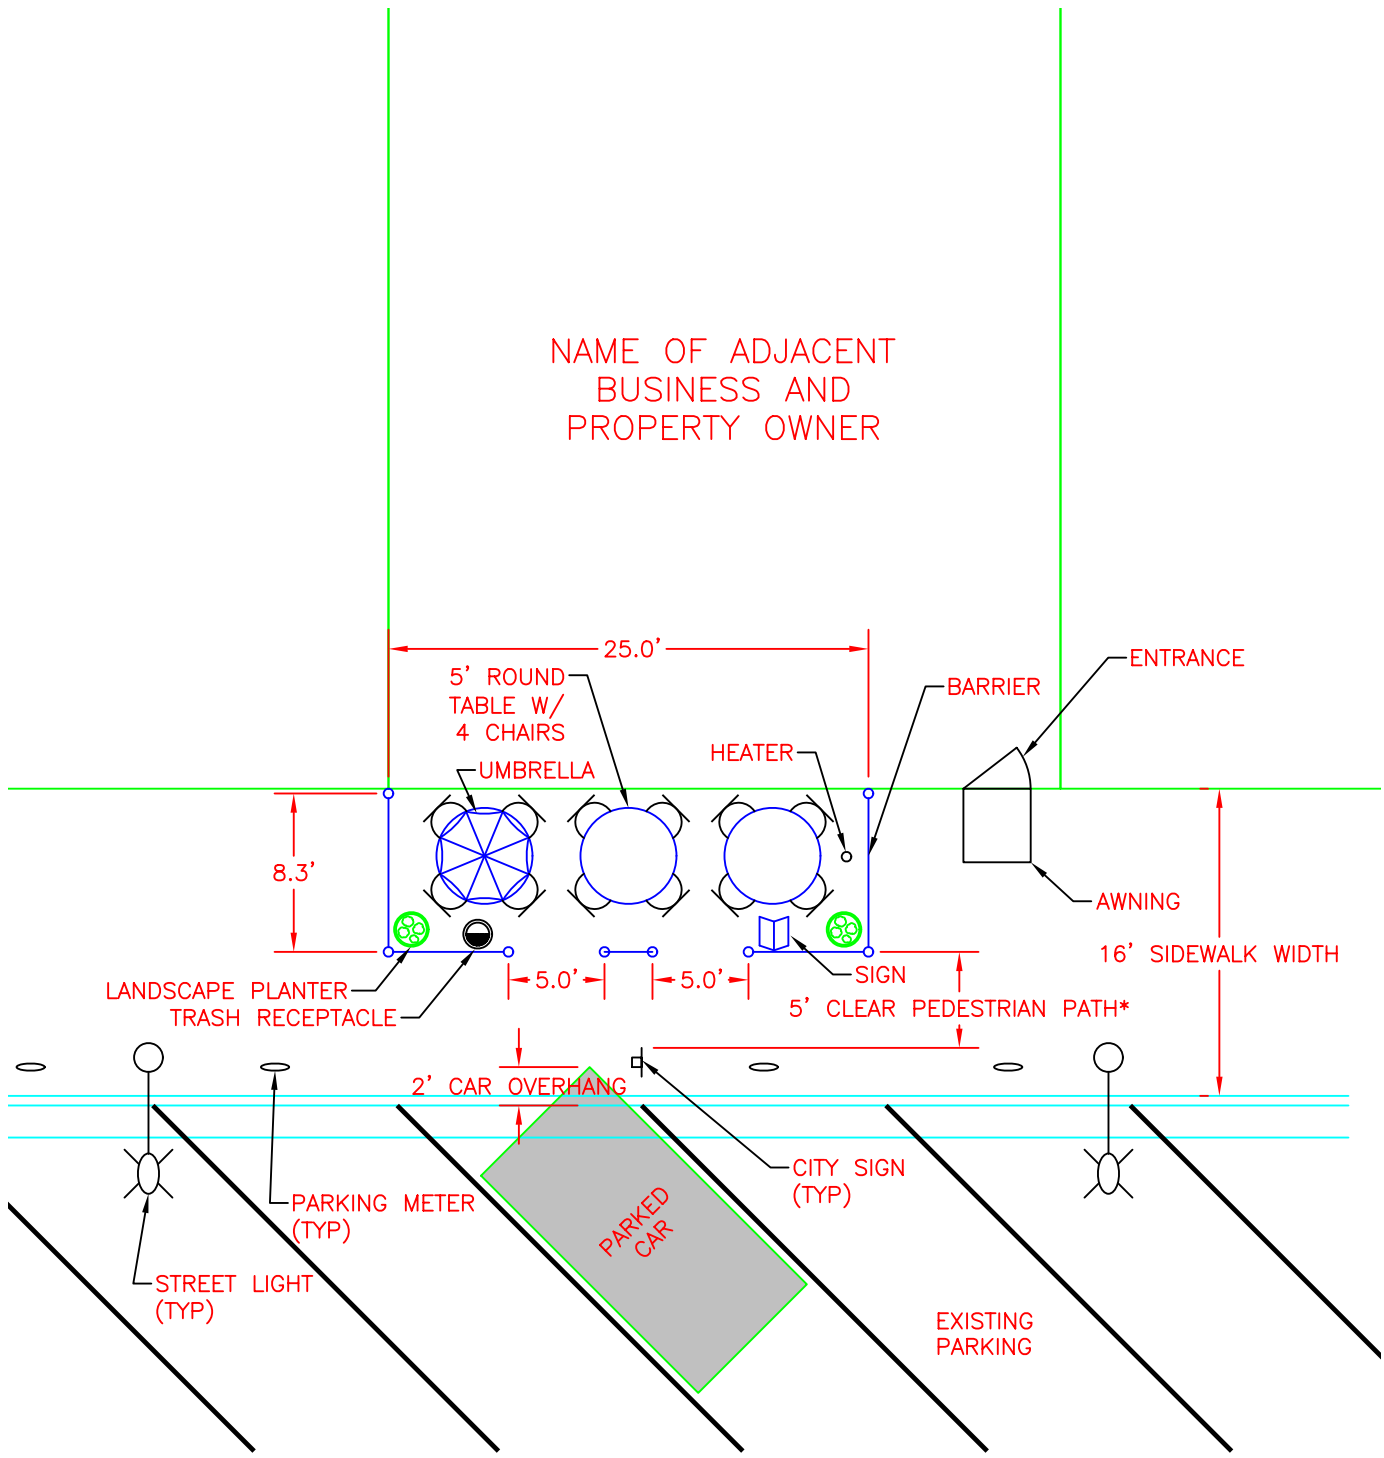 NAME OF ADJACENT
BUSINESS AND
PROPERTY OWNER
25.0'
ENTRANCE
5' ROUND
TABLE W/
4 CHAIRS
BARRIER
HEATER
UMBRELLA
8.3'
AWNING
16' SIDEWALK WIDTH
5.0'
5.0'
SIGN
LANDSCAPE PLANTER
TRASH RECEPTACLE
5' CLEAR PEDESTRIAN PATH*
2' CAR OVERHANG
CITY SIGN
(TYP)
PARKING METER
(TYP)
PARKED
CAR
STREET LIGHT
(TYP)
EXISTING
PARKING